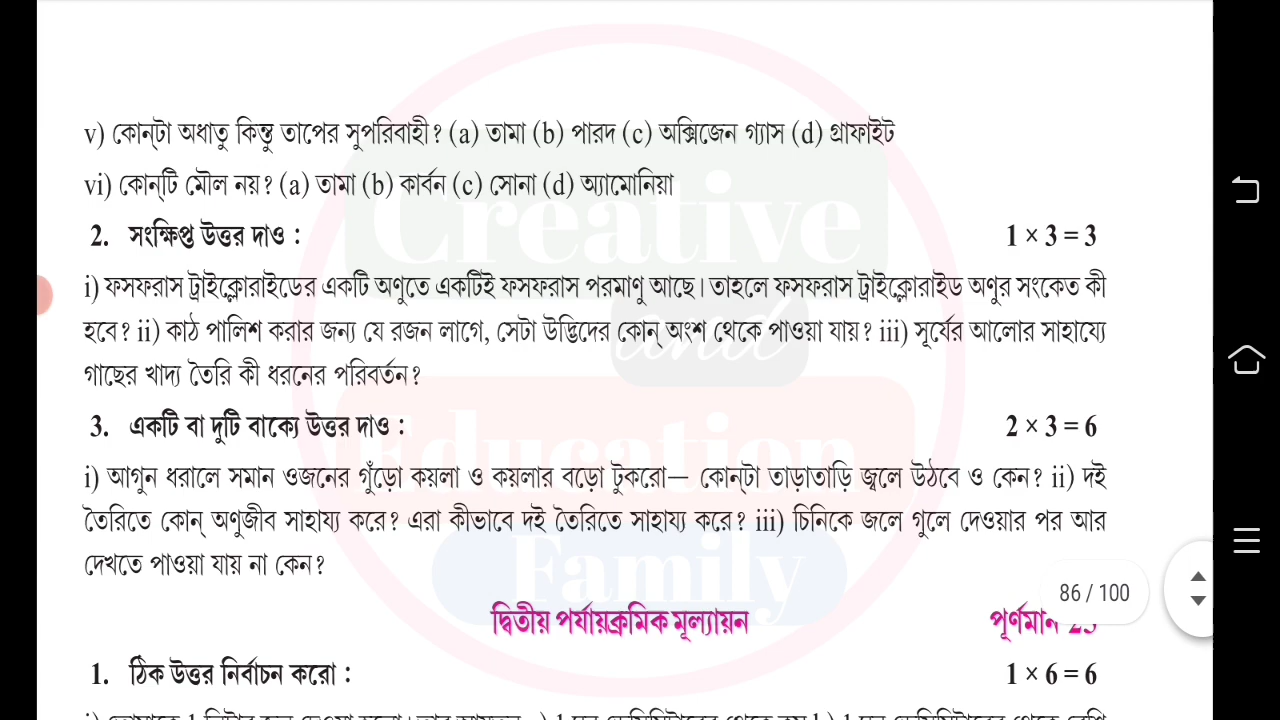 v) কোন্‌টা অধাতু কিন্তু তাপের সুপরিবাহী? (a) তামা (b) পারদ (c) অক্সিজেন গ্যাস (d) গ্রাফাইট
vi) কোন্‌টি মৌল নয়? (a) তামা (b) কার্বন (c) সোনা (d) অ্যামোনিয়া
2. সংক্ষিপ্ত উত্তর দাও : 1 × 3 = 3
i) ফসফরাস ট্রাইক্লোরাইডের একটি অণুতে একটিই ফসফরাস পরমাণু আছে। তাহলে ফসফরাস ট্রাইক্লোরাইড অণুর সংকেত কী
হবে? ii) কাঠ পালিশ করার জন্য যে রজন লাগে, সেটা উদ্ভিদের কোন্ অংশ থেকে পাওয়া যায়? iii) সূর্যের আলোর সাহায্যে
গাছের খাদ্য তৈরি কী ধরনের পরিবর্তন?
3. একটি বা দুটি বাক্যে উত্তর দাও : 2 × 3 = 6
i) আগুন ধরালে সমান ওজনের গুঁড়ো কয়লা ও কয়লার বড়ো টুকরো— কোন্‌টা তাড়াতাড়ি জ্বলে উঠবে ও কেন? ii) দই
তৈরিতে কোন্ অণুজীব সাহায্য করে? এরা কীভাবে দই তৈরিতে সাহায্য করে? iii) চিনিকে জলে গুলে দেওয়ার পর আর
দেখতে পাওয়া যায় না কেন?
86 / 100
দ্বিতীয় পর্যায়ক্রমিক মূল্যায়ন পূর্ণমান
1. ঠিক উত্তর নির্বাচন করো : 1 × 6 = 6
Creative
and
Education
Family